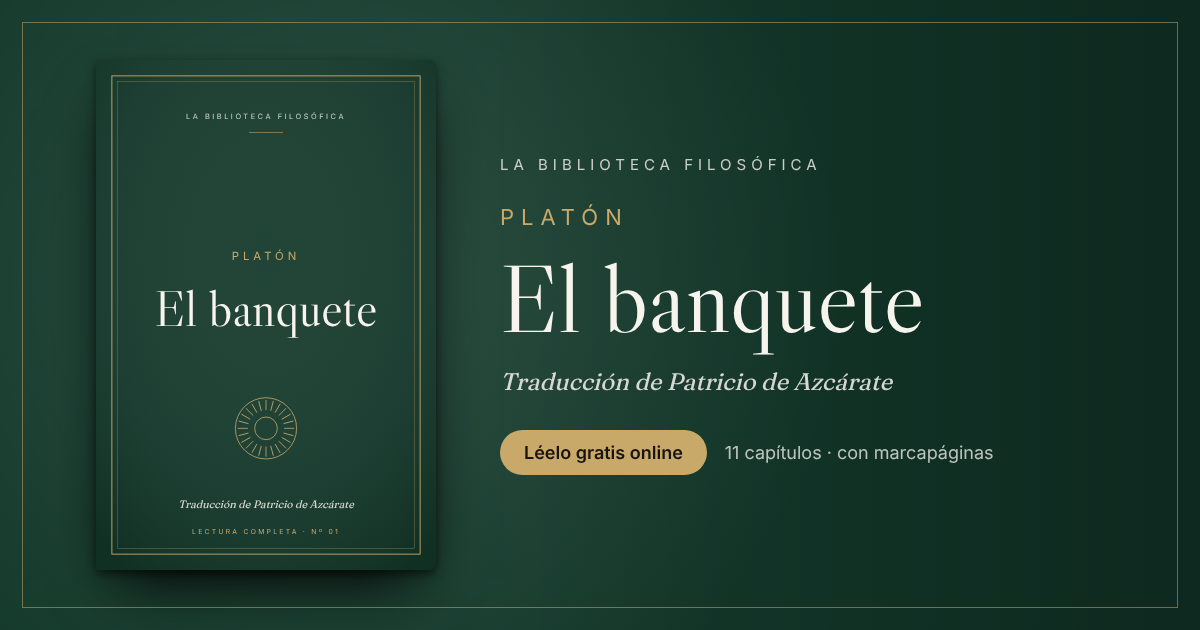 LA BIBLIOTECA FILOSÓFICA
PLATÓN
El banquete
Traducción de Patricio de Azcárate
LECTURA COMPLETA · Nº 01
LA BIBLIOTECA FILOSÓFICA
PLATÓN
El banquete
Traducción de Patricio de Azcárate
Léelo gratis online
11 capítulos · con marcapáginas